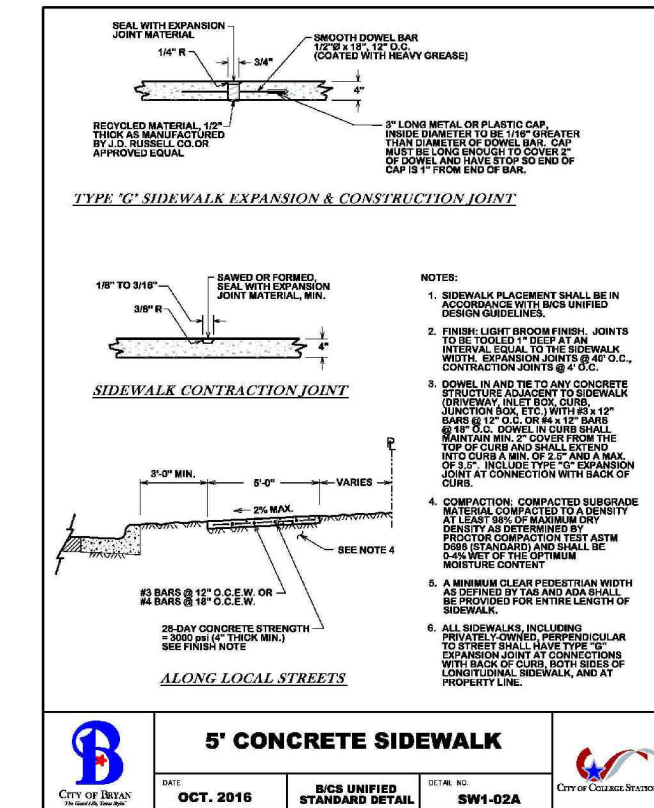 SEAL WITH EXPANSION
JOINT MATERIAL
1/4" R
3/4"
SMOOTH DOWEL BAR
1/2"Ø x 18", 12" O.C.
(COATED WITH HEAVY GREASE)
4"
RECYCLED MATERIAL, 1/2"
THICK AS MANUFACTURED
BY J.D. RUSSELL CO.OR
APPROVED EQUAL
3" LONG METAL OR PLASTIC CAP,
INSIDE DIAMETER TO BE 1/16" GREATER
THAN DIAMETER OF DOWEL BAR. CAP
MUST BE LONG ENOUGH TO COVER 2"
OF DOWEL AND HAVE STOP SO END OF
CAP IS 1" FROM END OF BAR.
TYPE "G" SIDEWALK EXPANSION & CONSTRUCTION JOINT
1/8" TO 3/16"
3/8" R
SAWED OR FORMED,
SEAL WITH EXPANSION
JOINT MATERIAL, MIN.
4"
SIDEWALK CONTRACTION JOINT
3'-0" MIN.
5'-0"
VARIES
2% MAX.
SEE NOTE 4
#3 BARS @ 12" O.C.E.W. OR
#4 BARS @ 18" O.C.E.W.
28-DAY CONCRETE STRENGTH
= 3000 psi (4" THICK MIN.)
SEE FINISH NOTE
ALONG LOCAL STREETS
NOTES:
1. SIDEWALK PLACEMENT SHALL BE IN
ACCORDANCE WITH B/CS UNIFIED
DESIGN GUIDELINES.
2. FINISH: LIGHT BROOM FINISH. JOINTS
TO BE TOOLED 1" DEEP AT AN
INTERVAL EQUAL TO THE SIDEWALK
WIDTH. EXPANSION JOINTS @ 40' O.C.,
CONTRACTION JOINTS @ 4' O.C.
3. DOWEL IN AND TIE TO ANY CONCRETE
STRUCTURE ADJACENT TO SIDEWALK
(DRIVEWAY, INLET BOX, CURB,
JUNCTION BOX, ETC.) WITH #3 x 12"
BARS @ 12" O.C. OR #4 x 12" BARS
@ 18" O.C. DOWEL IN CURB SHALL
MAINTAIN MIN. 2" COVER FROM THE
TOP OF CURB AND SHALL EXTEND
INTO CURB A MIN. OF 2.5" AND A MAX.
OF 3.5". INCLUDE TYPE "G" EXPANSION
JOINT AT CONNECTION WITH BACK OF
CURB.
4. COMPACTION: COMPACTED SUBGRADE
MATERIAL COMPACTED TO A DENSITY
AT LEAST 98% OF MAXIMUM DRY
DENSITY AS DETERMINED BY
PROCTOR COMPACTION TEST ASTM
D698 (STANDARD) AND SHALL BE
0-4% WET OF THE OPTIMUM
MOISTURE CONTENT
5. A MINIMUM CLEAR PEDESTRIAN WIDTH
AS DEFINED BY TAS AND ADA SHALL
BE PROVIDED FOR ENTIRE LENGTH OF
SIDEWALK.
6. ALL SIDEWALKS, INCLUDING
PRIVATELY-OWNED, PERPENDICULAR
TO STREET SHALL HAVE TYPE "G"
EXPANSION JOINT AT CONNECTIONS
WITH BACK OF CURB, BOTH SIDES OF
LONGITUDINAL SIDEWALK, AND AT
PROPERTY LINE.
CITY OF BRYAN
The Good Life, Texas Style.
5' CONCRETE SIDEWALK
DATE
OCT. 2016
B/CS UNIFIED
STANDARD DETAIL
DETAIL NO.
SW1-02A
CITY OF COLLEGE STATION